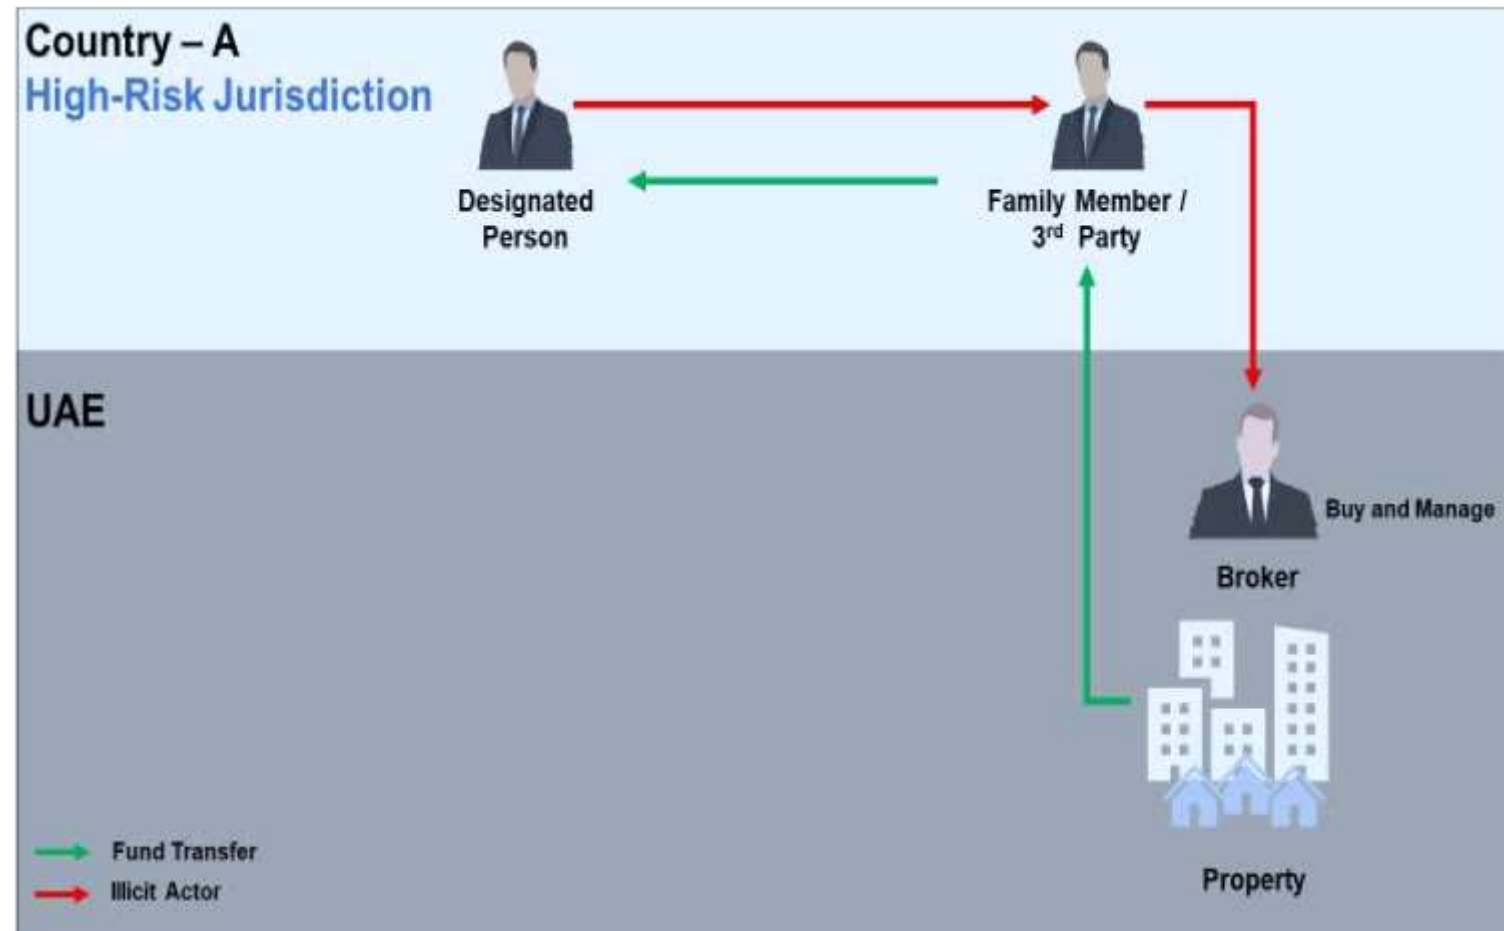 Country – A
High-Risk Jurisdiction
Designated
Person
Family Member /
3rd Party
UAE
Buy and Manage
Broker
Fund Transfer
Illicit Actor
Property